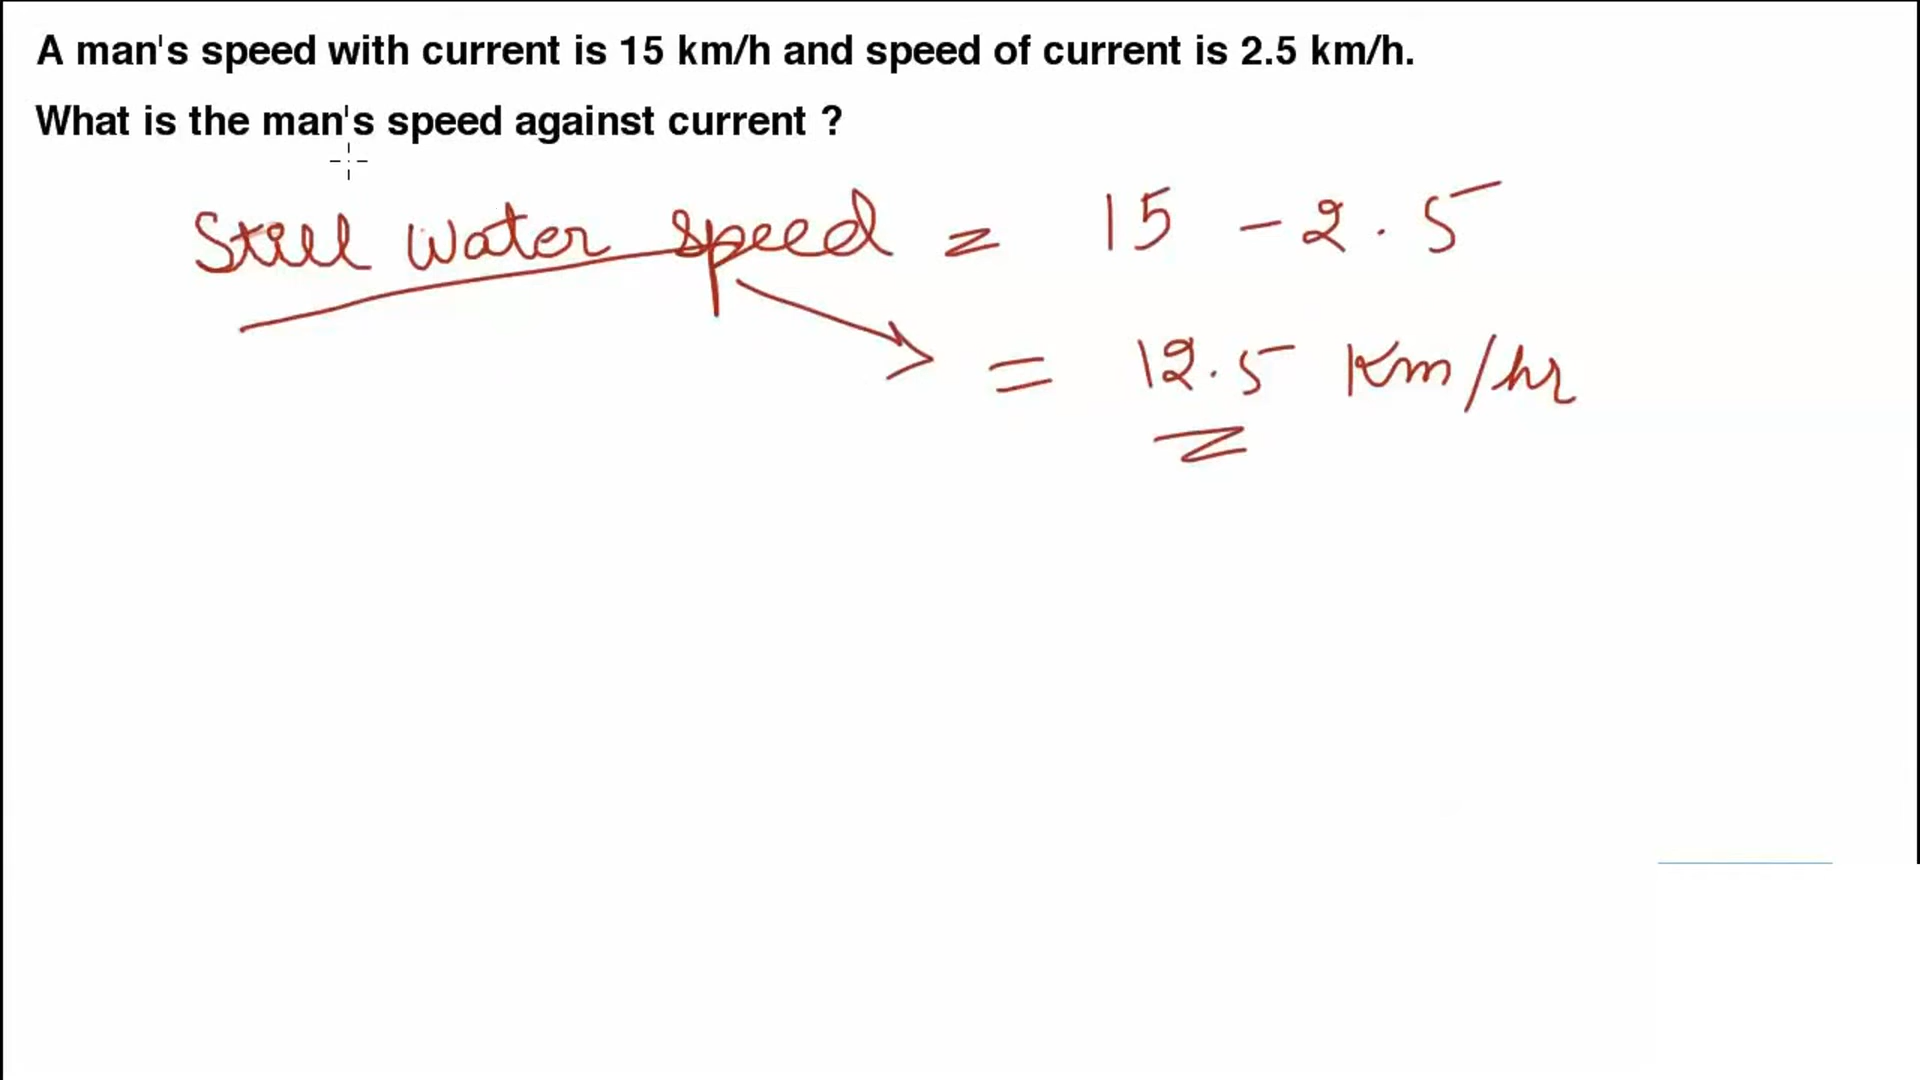 A man's speed with current is 15 km/h and speed of current is 2.5 km/h.
What is the man's speed against current ?
Still water speed = 15 - 2.5
= 12.5 Km/hr